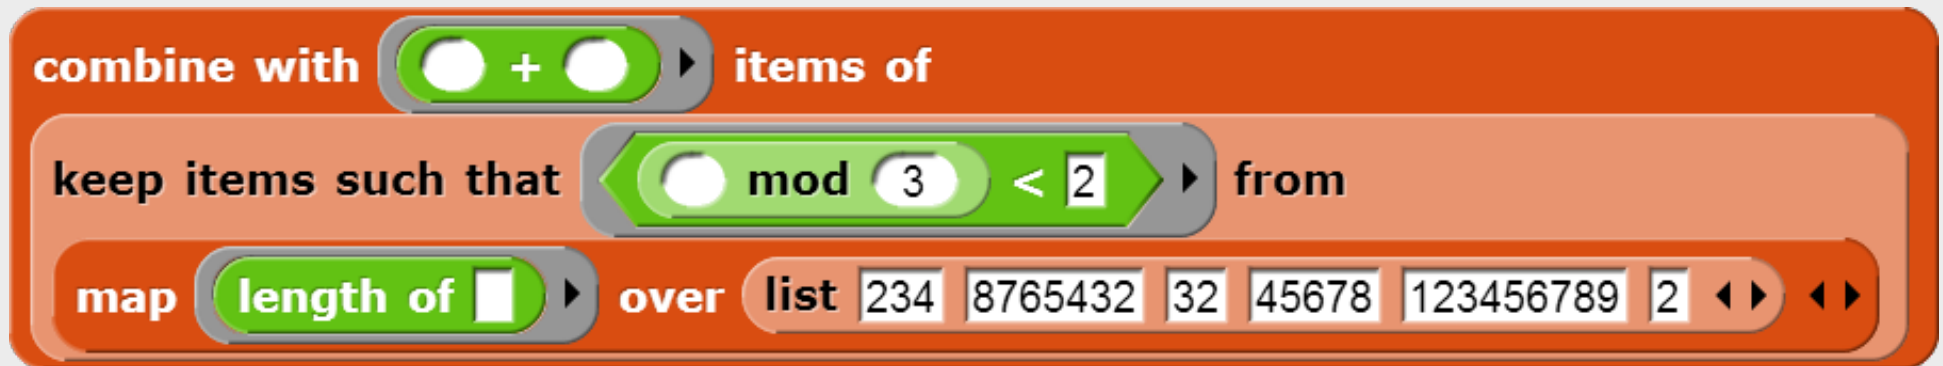 combine with + items of
keep items such that mod 3 < 2 from
map length of over list 234 8765432 32 45678 123456789 2